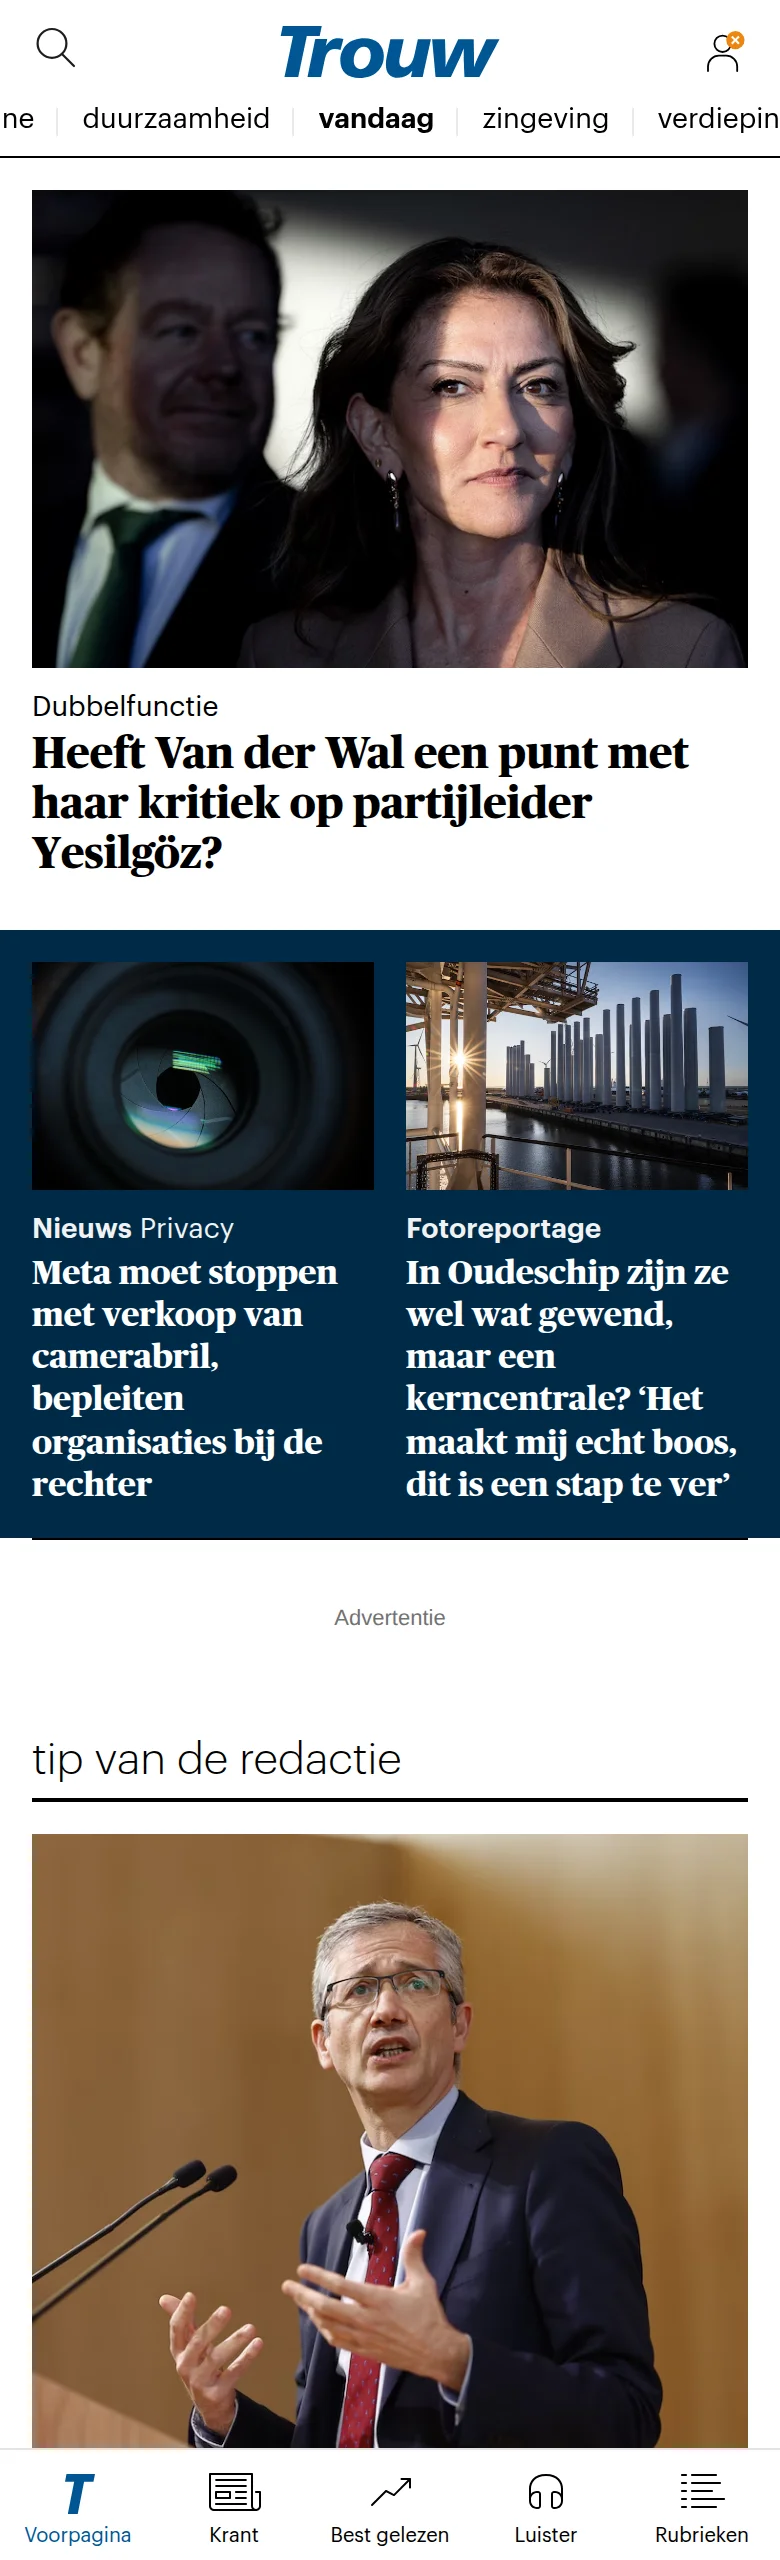 Trouw
ne duurzaamheid vandaag zingeving verdiepin
Dubbelfunctie
Heeft Van der Wal een punt met
haar kritiek op partijleider
Yesilgöz?
Nieuws Privacy
Meta moet stoppen
met verkoop van
camerabril,
bepleiten
organisaties bij de
rechter
Fotoreportage
In Oudeschip zijn ze
wel wat gewend,
maar een
kerncentrale? ‘Het
maakt mij echt boos,
dit is een stap te ver’
Advertentie
tip van de redactie
T
Voorpagina Krant Best gelezen Luister Rubrieken